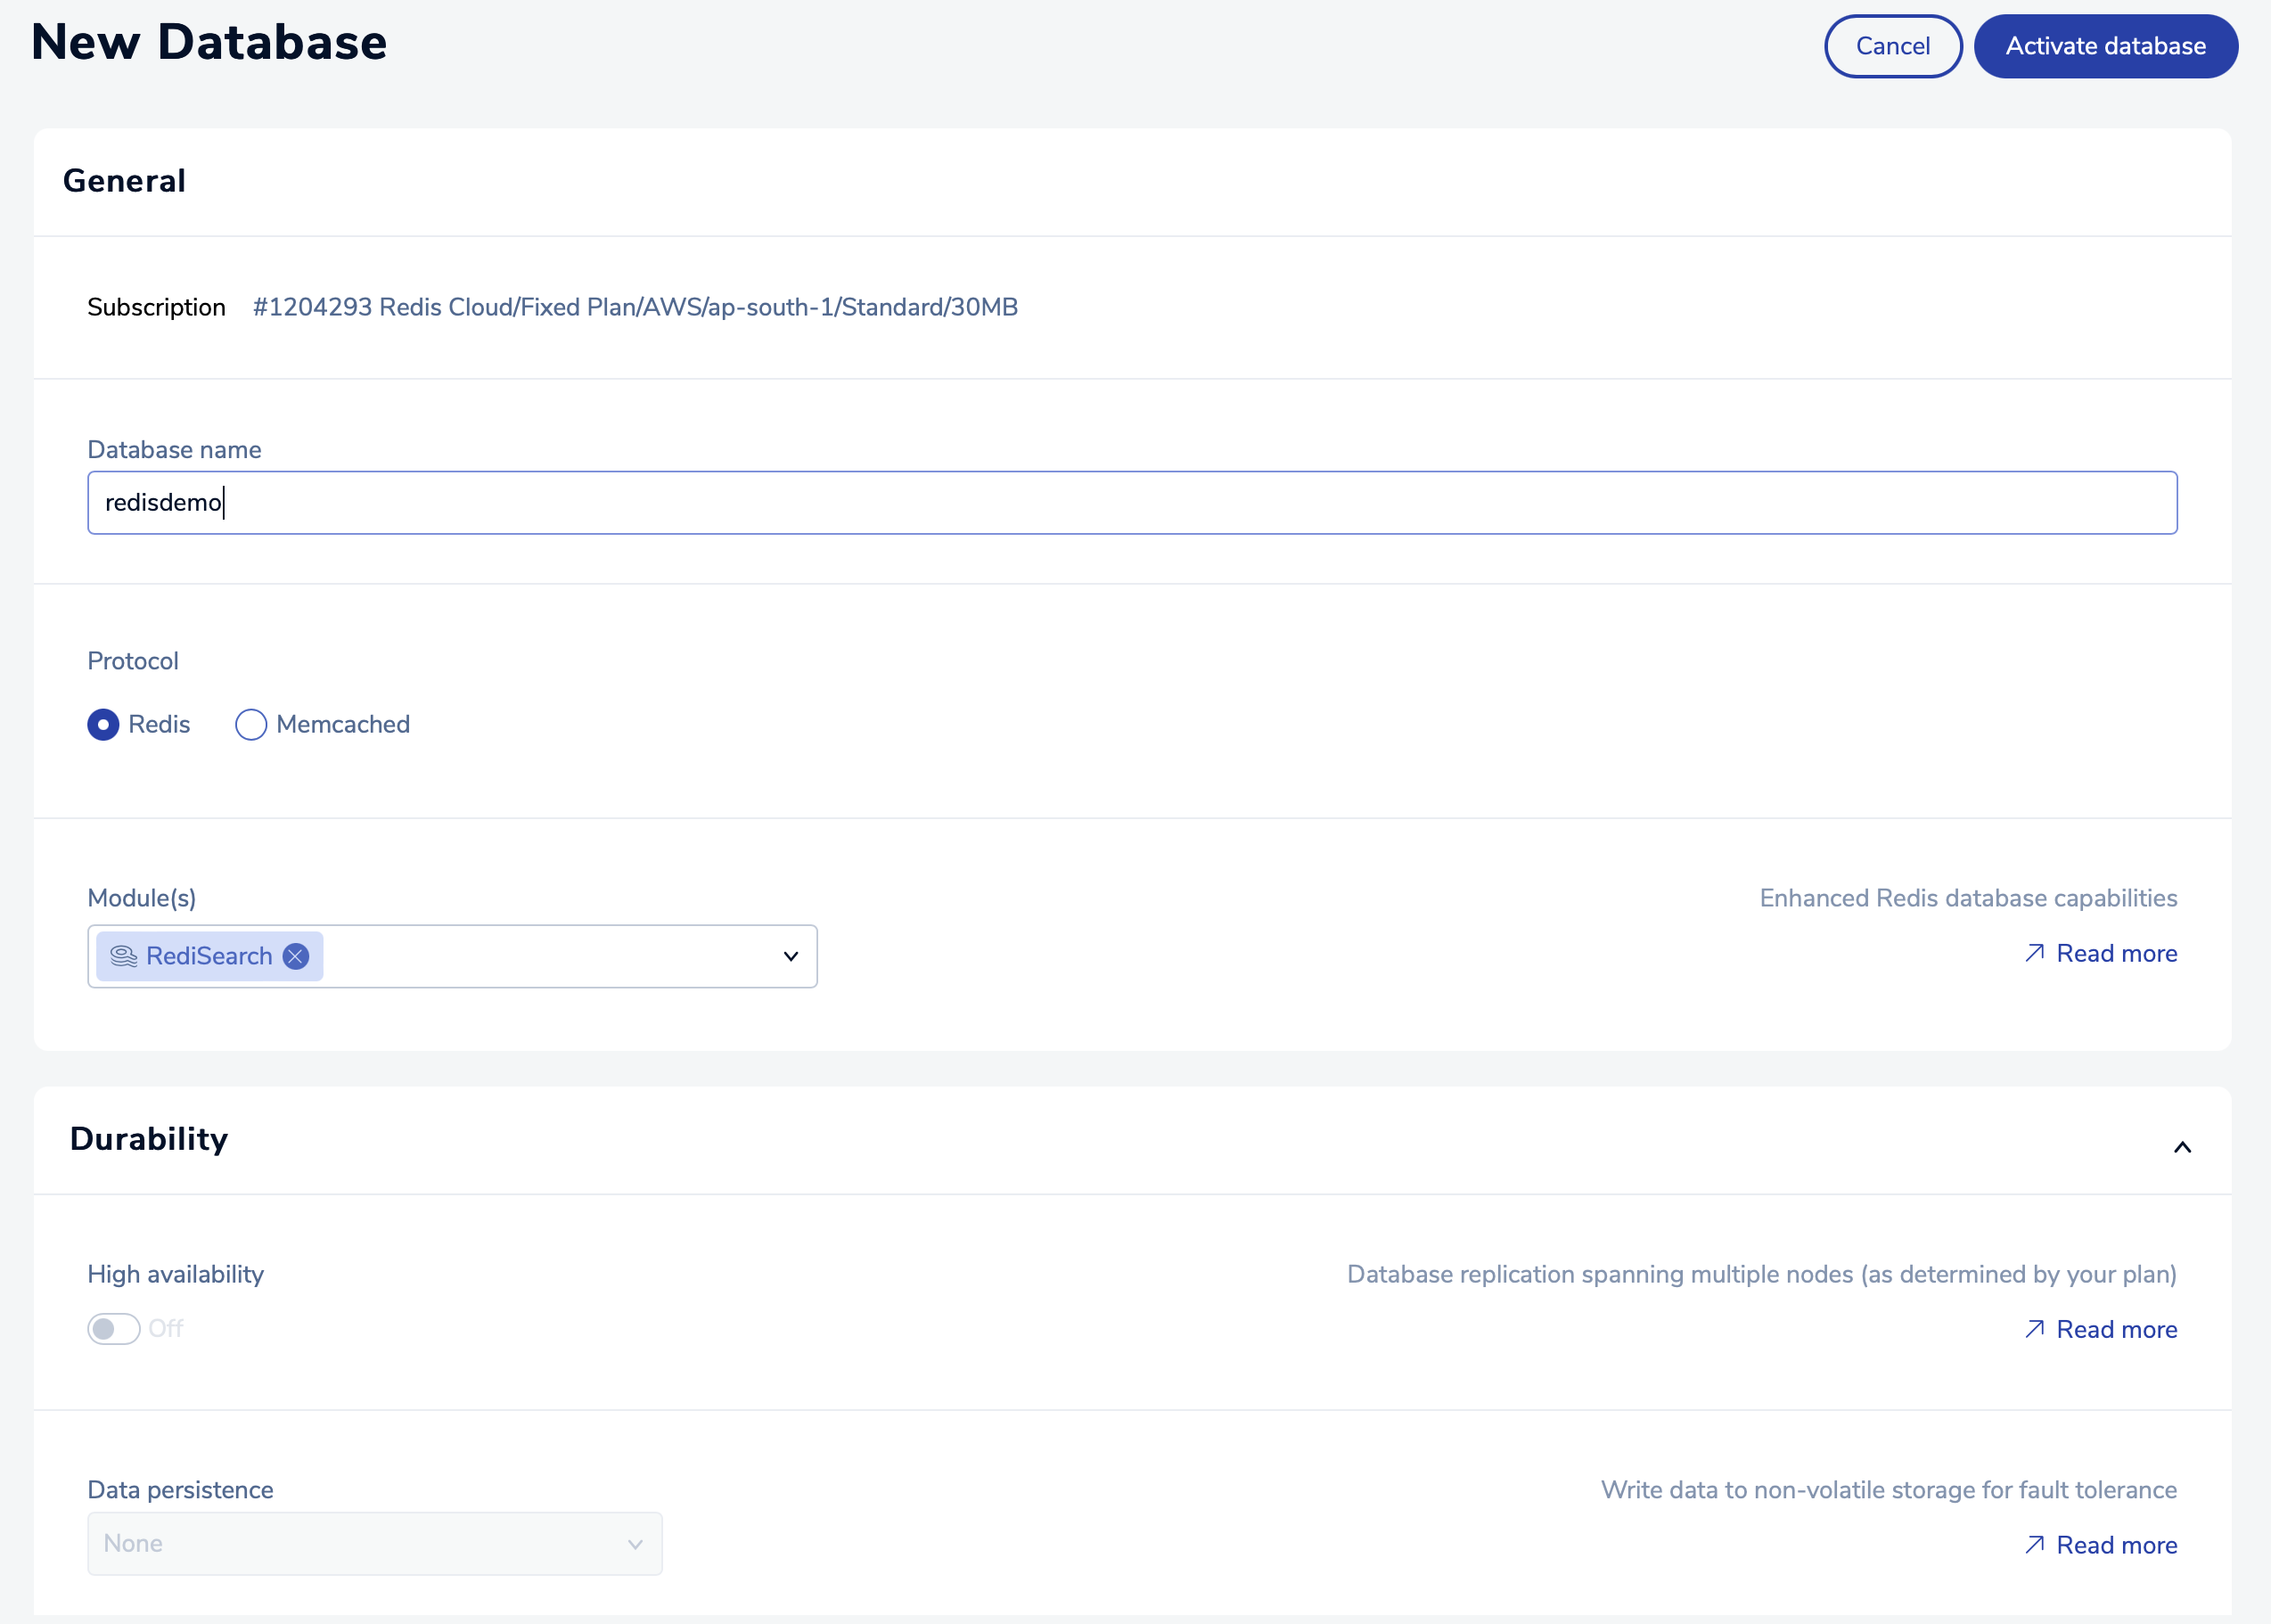 New Database
Cancel
Activate database
General
Subscription #1204293 Redis Cloud/Fixed Plan/AWS/ap-south-1/Standard/30MB
Database name
redisdemo
Protocol
Redis Memcached
Module(s)
Enhanced Redis database capabilities
RediSearch
Read more
Durability
High availability
Database replication spanning multiple nodes (as determined by your plan)
Off
Read more
Data persistence
Write data to non-volatile storage for fault tolerance
None
Read more